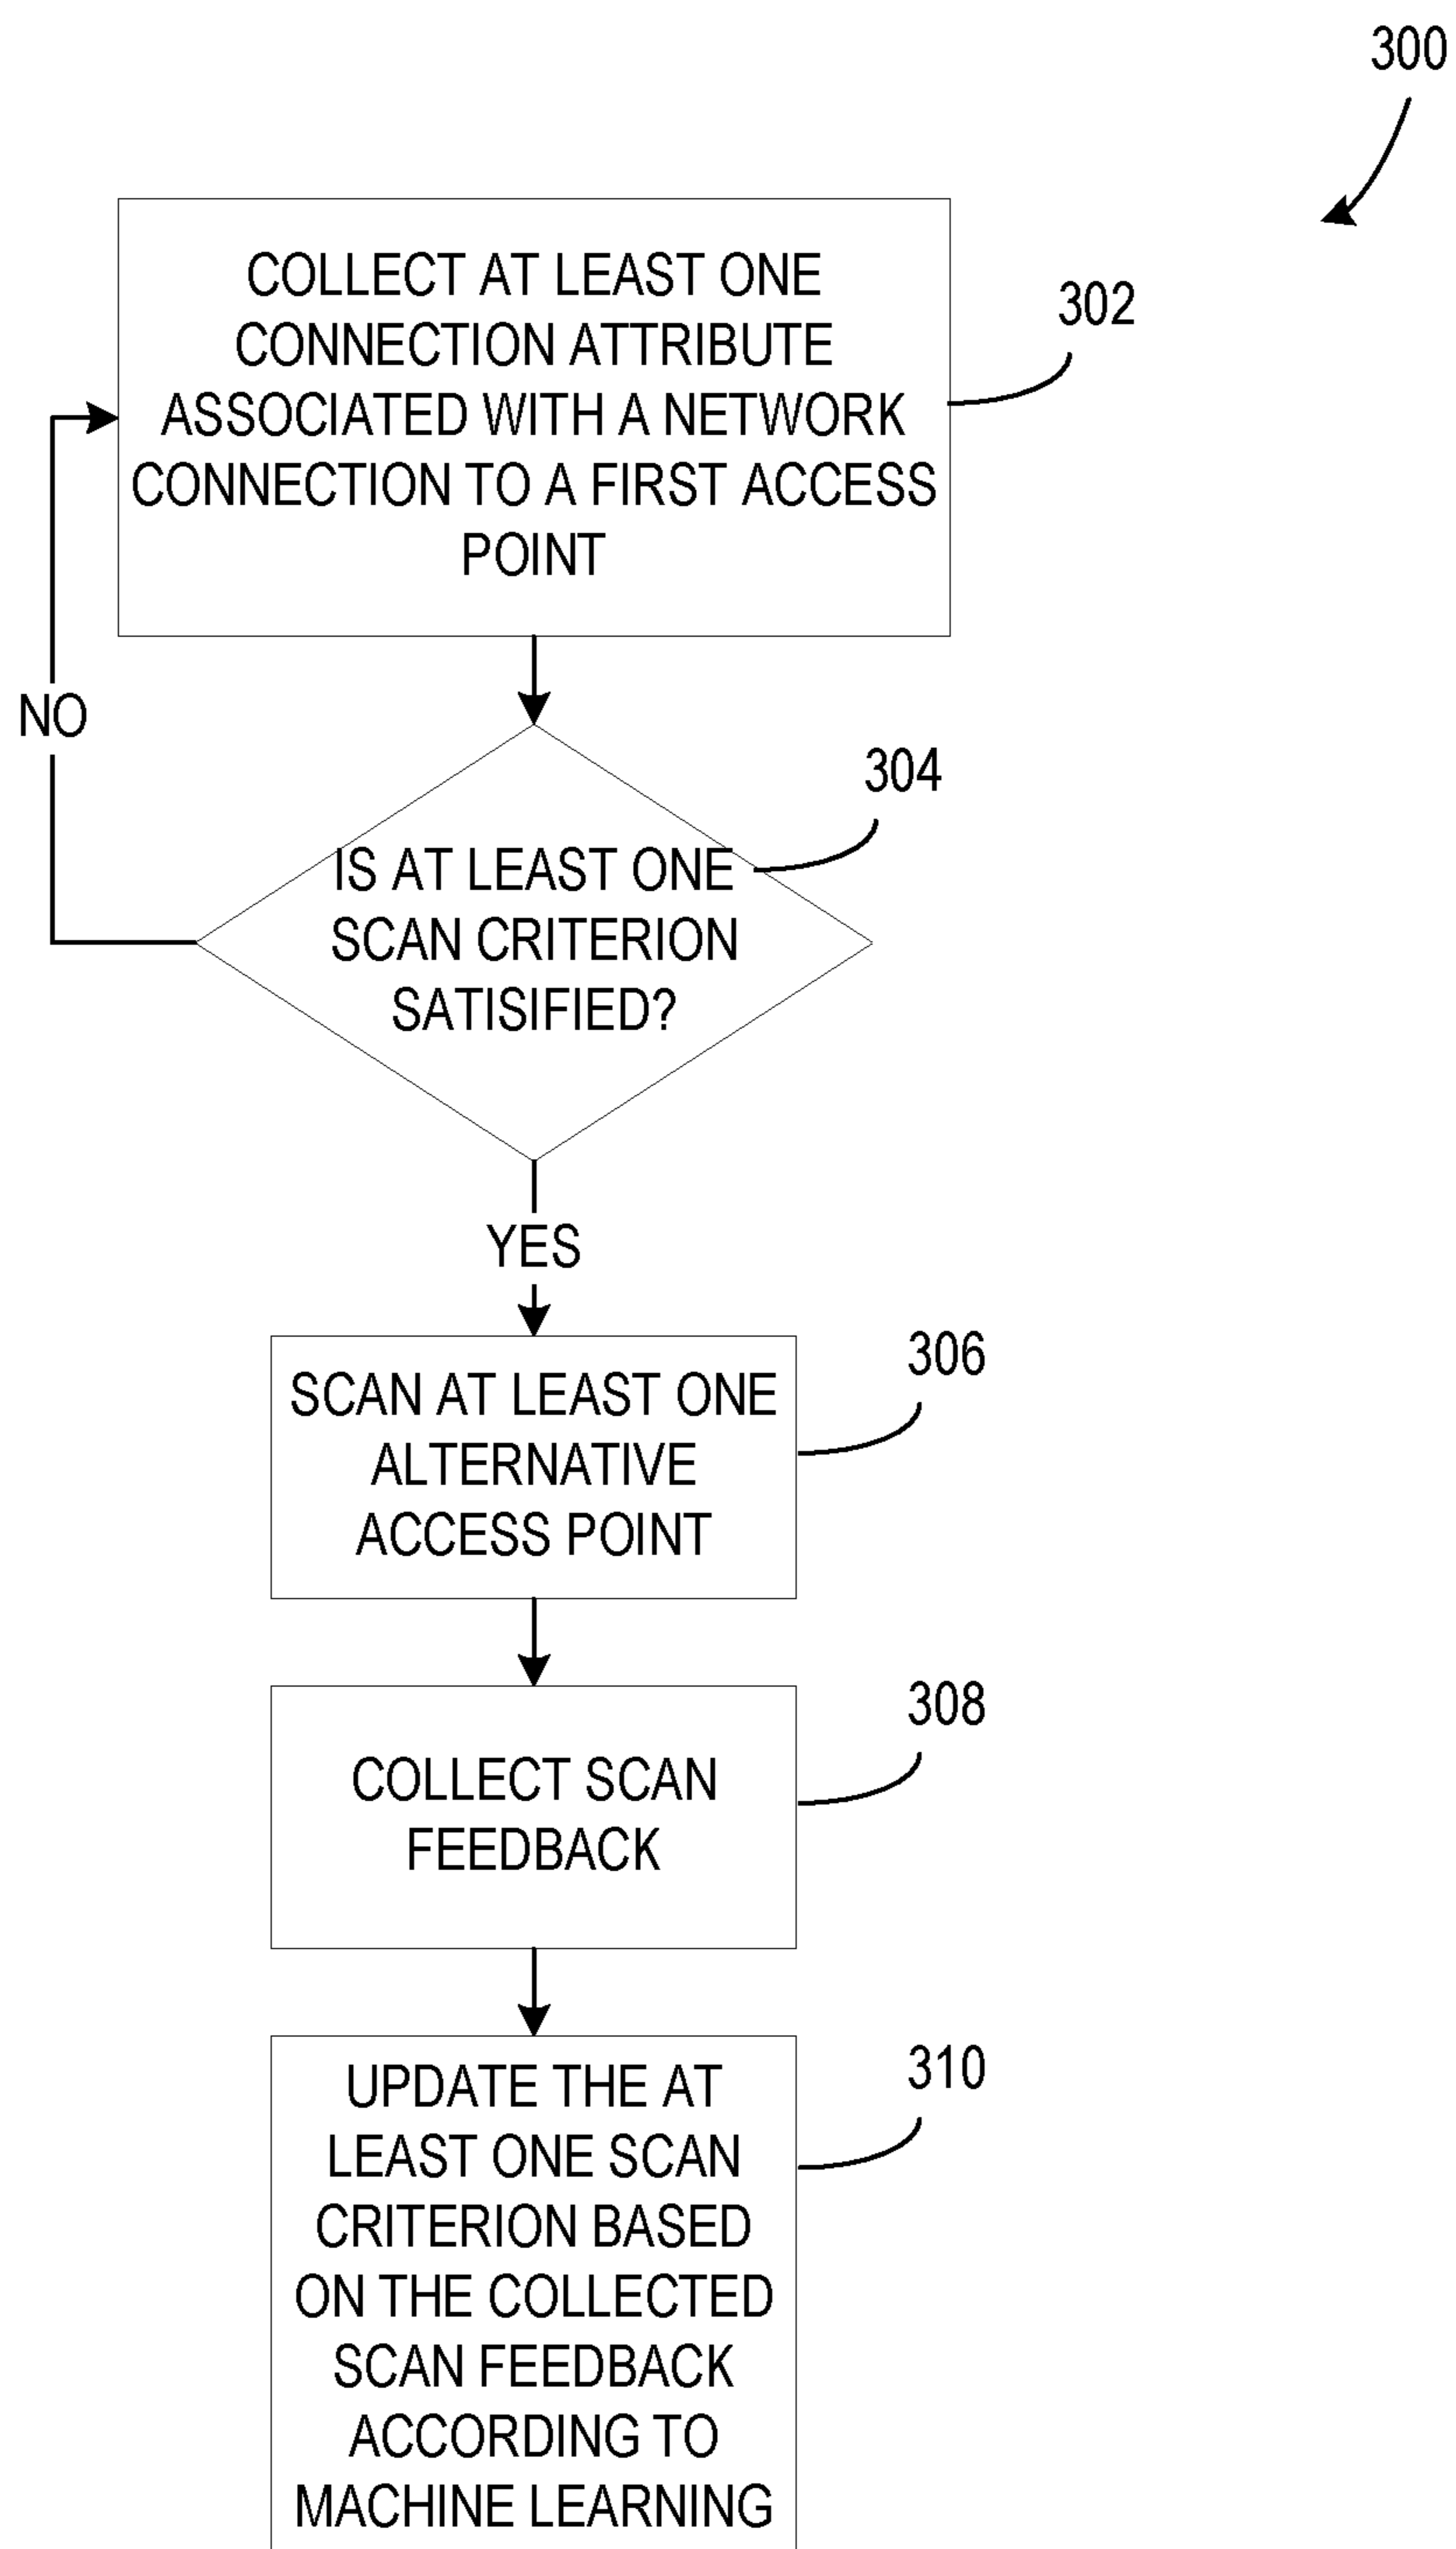 300
COLLECT AT LEAST ONE
CONNECTION ATTRIBUTE
ASSOCIATED WITH A NETWORK
CONNECTION TO A FIRST ACCESS
POINT
302
NO
304
IS AT LEAST ONE
SCAN CRITERION
SATISIFIED?
YES
306
SCAN AT LEAST ONE
ALTERNATIVE
ACCESS POINT
308
COLLECT SCAN
FEEDBACK
310
UPDATE THE AT
LEAST ONE SCAN
CRITERION BASED
ON THE COLLECTED
SCAN FEEDBACK
ACCORDING TO
MACHINE LEARNING